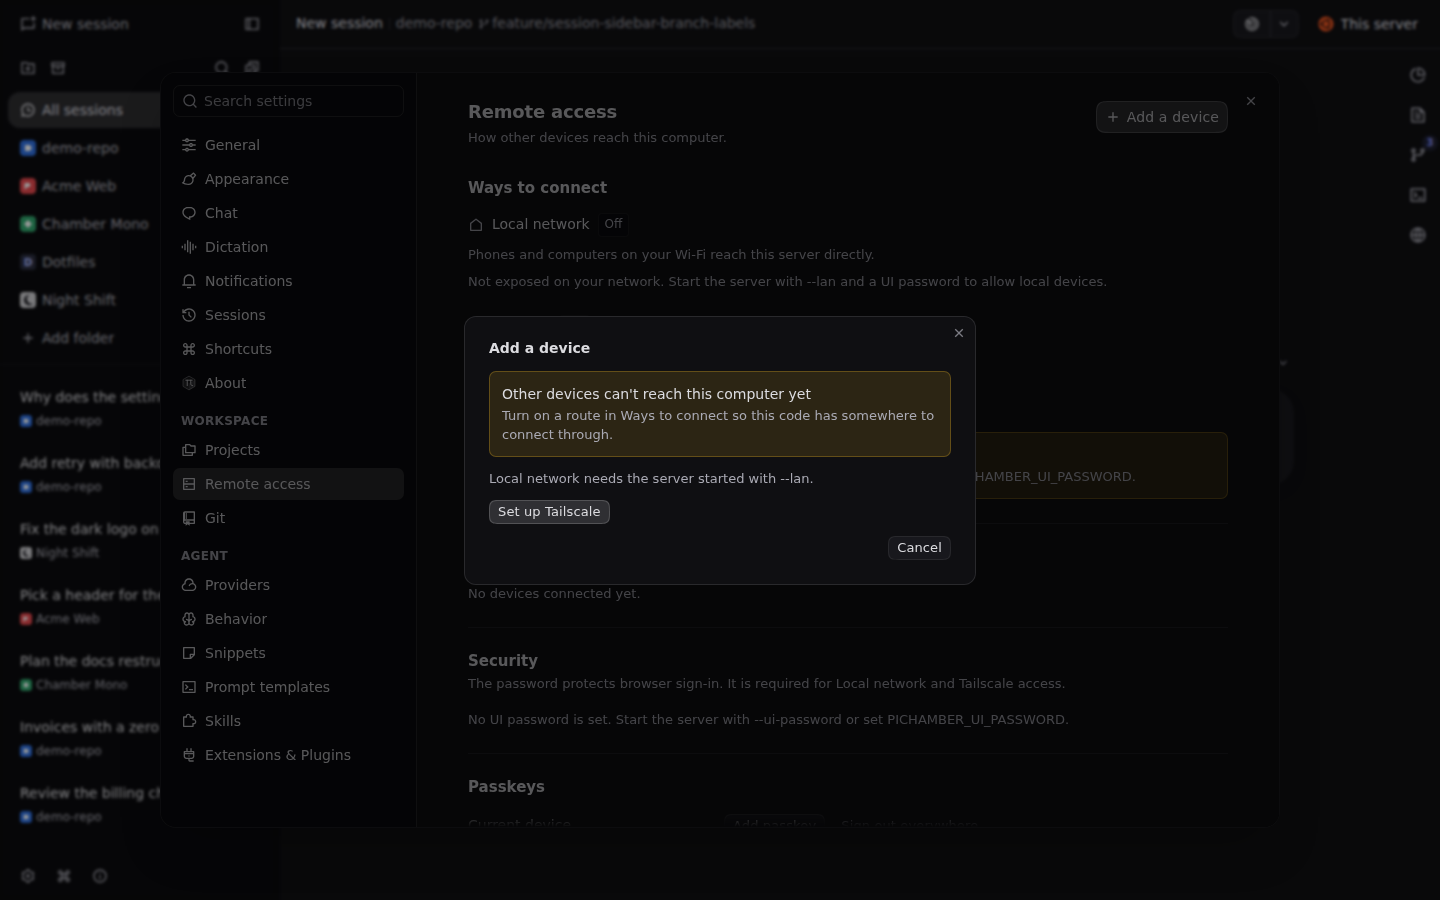 New session
New session demo-repo feature/session-sidebar-branch-labels
This server
All sessions
demo-repo
Acme Web
Chamber Mono
Dotfiles
Night Shift
Add folder
Why does the settin
demo-repo
Add retry with backo
demo-repo
Fix the dark logo on
Night Shift
Pick a header for the
Acme Web
Plan the docs restru
Chamber Mono
Invoices with a zero
demo-repo
Review the billing ch
demo-repo
Search settings
General
Appearance
Chat
Dictation
Notifications
Sessions
Shortcuts
About
WORKSPACE
Projects
Remote access
Git
AGENT
Providers
Behavior
Snippets
Prompt templates
Skills
Extensions & Plugins
Remote access
How other devices reach this computer.
Add a device
Ways to connect
Local network Off
Phones and computers on your Wi-Fi reach this server directly.
Not exposed on your network. Start the server with --lan and a UI password to allow local devices.
Add a device
Other devices can't reach this computer yet
Turn on a route in Ways to connect so this code has somewhere to
connect through.
Local network needs the server started with --lan.
Set up Tailscale
Cancel
HAMBER_UI_PASSWORD.
No devices connected yet.
Security
The password protects browser sign-in. It is required for Local network and Tailscale access.
No UI password is set. Start the server with --ui-password or set PICHAMBER_UI_PASSWORD.
Passkeys
Current device Add passkey Sign out everywhere